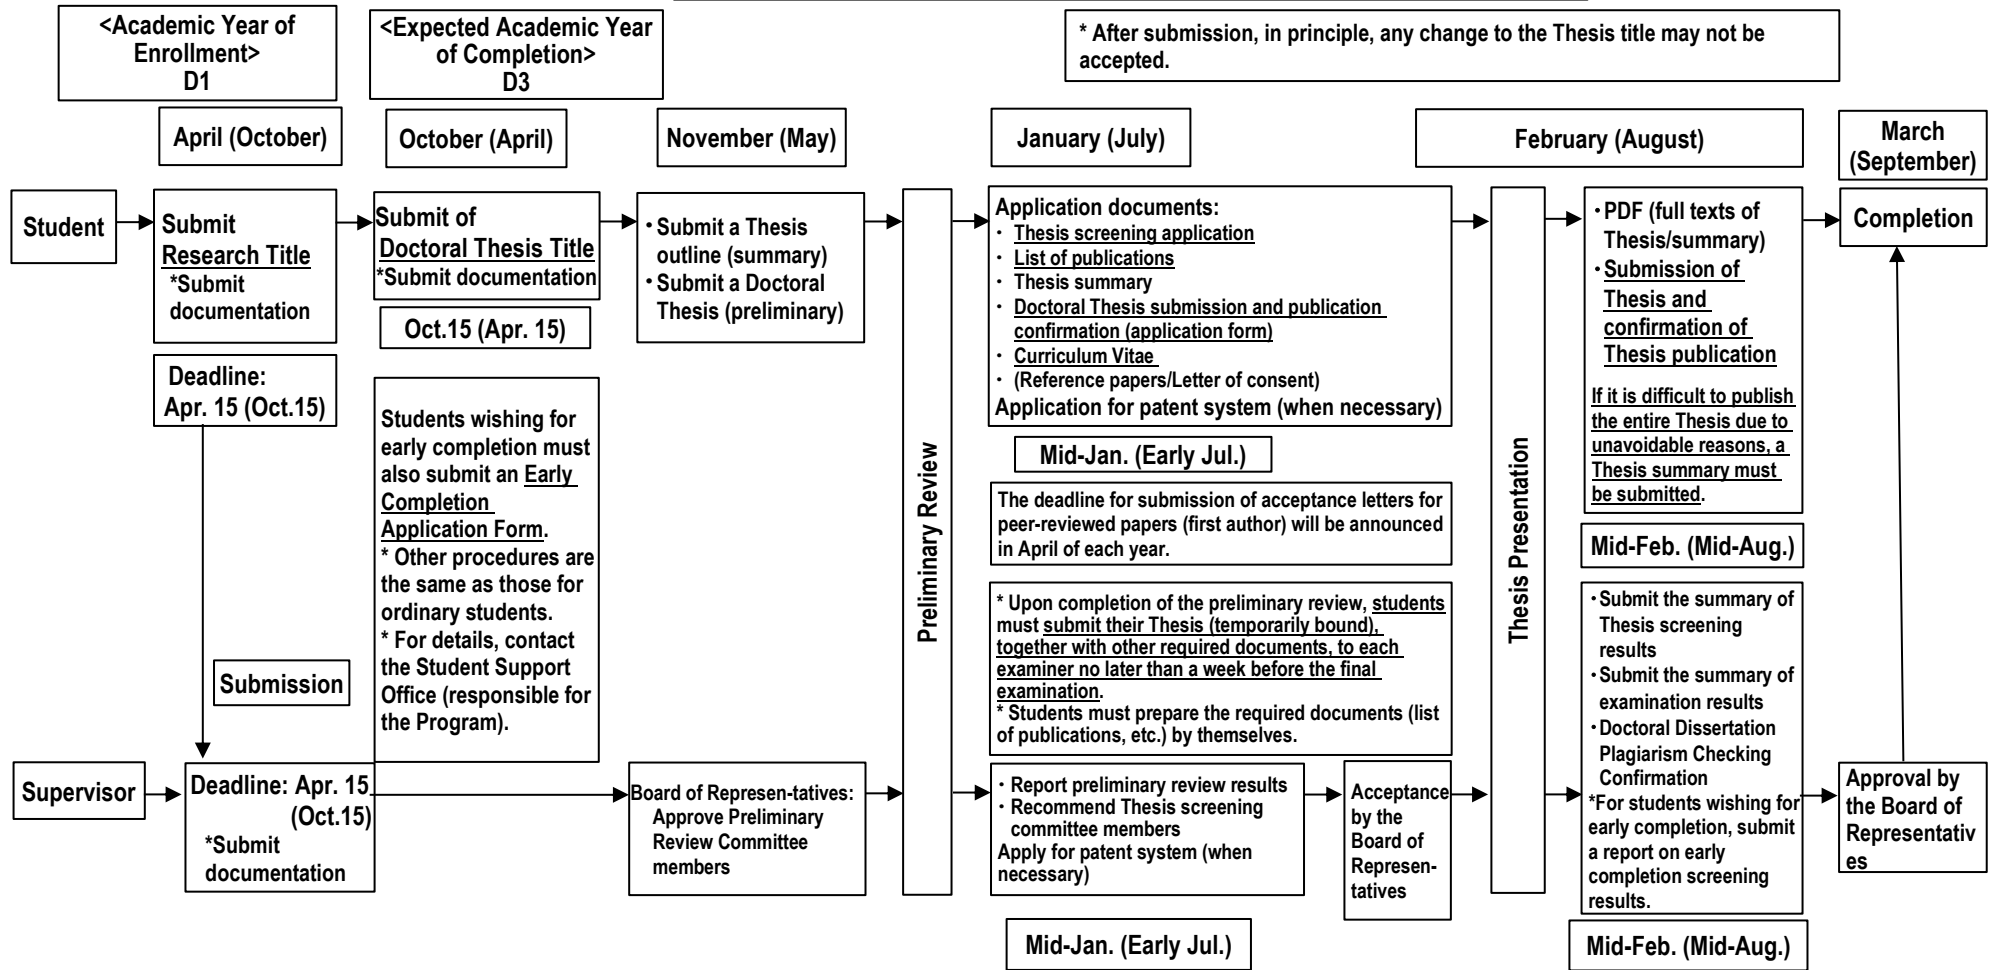 <Academic Year of
Enrollment>
D1
<Expected Academic Year
of Completion>
D3
* After submission, in principle, any change to the Thesis title may not be
accepted.
April (October)
October (April)
November (May)
January (July)
February (August)
March
(September)
Student
Submit
Research Title
*Submit
documentation
Deadline:
Apr. 15 (Oct.15)
Submit of
Doctoral Thesis Title
*Submit documentation
Oct.15 (Apr. 15)
Students wishing for
early completion must
also submit an Early
Completion
Application Form.
* Other procedures are
the same as those for
ordinary students.
* For details, contact
the Student Support
Office (responsible for
the Program).
・Submit a Thesis
outline (summary)
・Submit a Doctoral
Thesis (preliminary)
Preliminary Review
Application documents:
・ Thesis screening application
・ List of publications
・ Thesis summary
・ Doctoral Thesis submission and publication
confirmation (application form)
・ Curriculum Vitae
・ (Reference papers/Letter of consent)
Application for patent system (when necessary)
Mid-Jan. (Early Jul.)
The deadline for submission of acceptance letters for
peer-reviewed papers (first author) will be announced
in April of each year.
* Upon completion of the preliminary review, students
must submit their Thesis (temporarily bound),
together with other required documents, to each
examiner no later than a week before the final
examination.
* Students must prepare the required documents (list
of publications, etc.) by themselves.
Thesis Presentation
・PDF (full texts of
Thesis/summary)
・Submission of
Thesis and
confirmation of
Thesis publication
If it is difficult to publish
the entire Thesis due to
unavoidable reasons, a
Thesis summary must
be submitted.
Mid-Feb. (Mid-Aug.)
Completion
Submission
Supervisor
Deadline: Apr. 15
(Oct.15)
*Submit
documentation
Board of Represen-tatives:
Approve Preliminary
Review Committee
members
・ Report preliminary review results
・ Recommend Thesis screening
committee members
Apply for patent system (when
necessary)
Mid-Jan. (Early Jul.)
Acceptance
by the
Board of
Represen-
tatives
・Submit the summary of
Thesis screening
results
・Submit the summary of
examination results
・Doctoral Dissertation
Plagiarism Checking
Confirmation
*For students wishing for
early completion, submit
a report on early
completion screening
results.
Mid-Feb. (Mid-Aug.)
Approval by
the Board of
Representativ
es